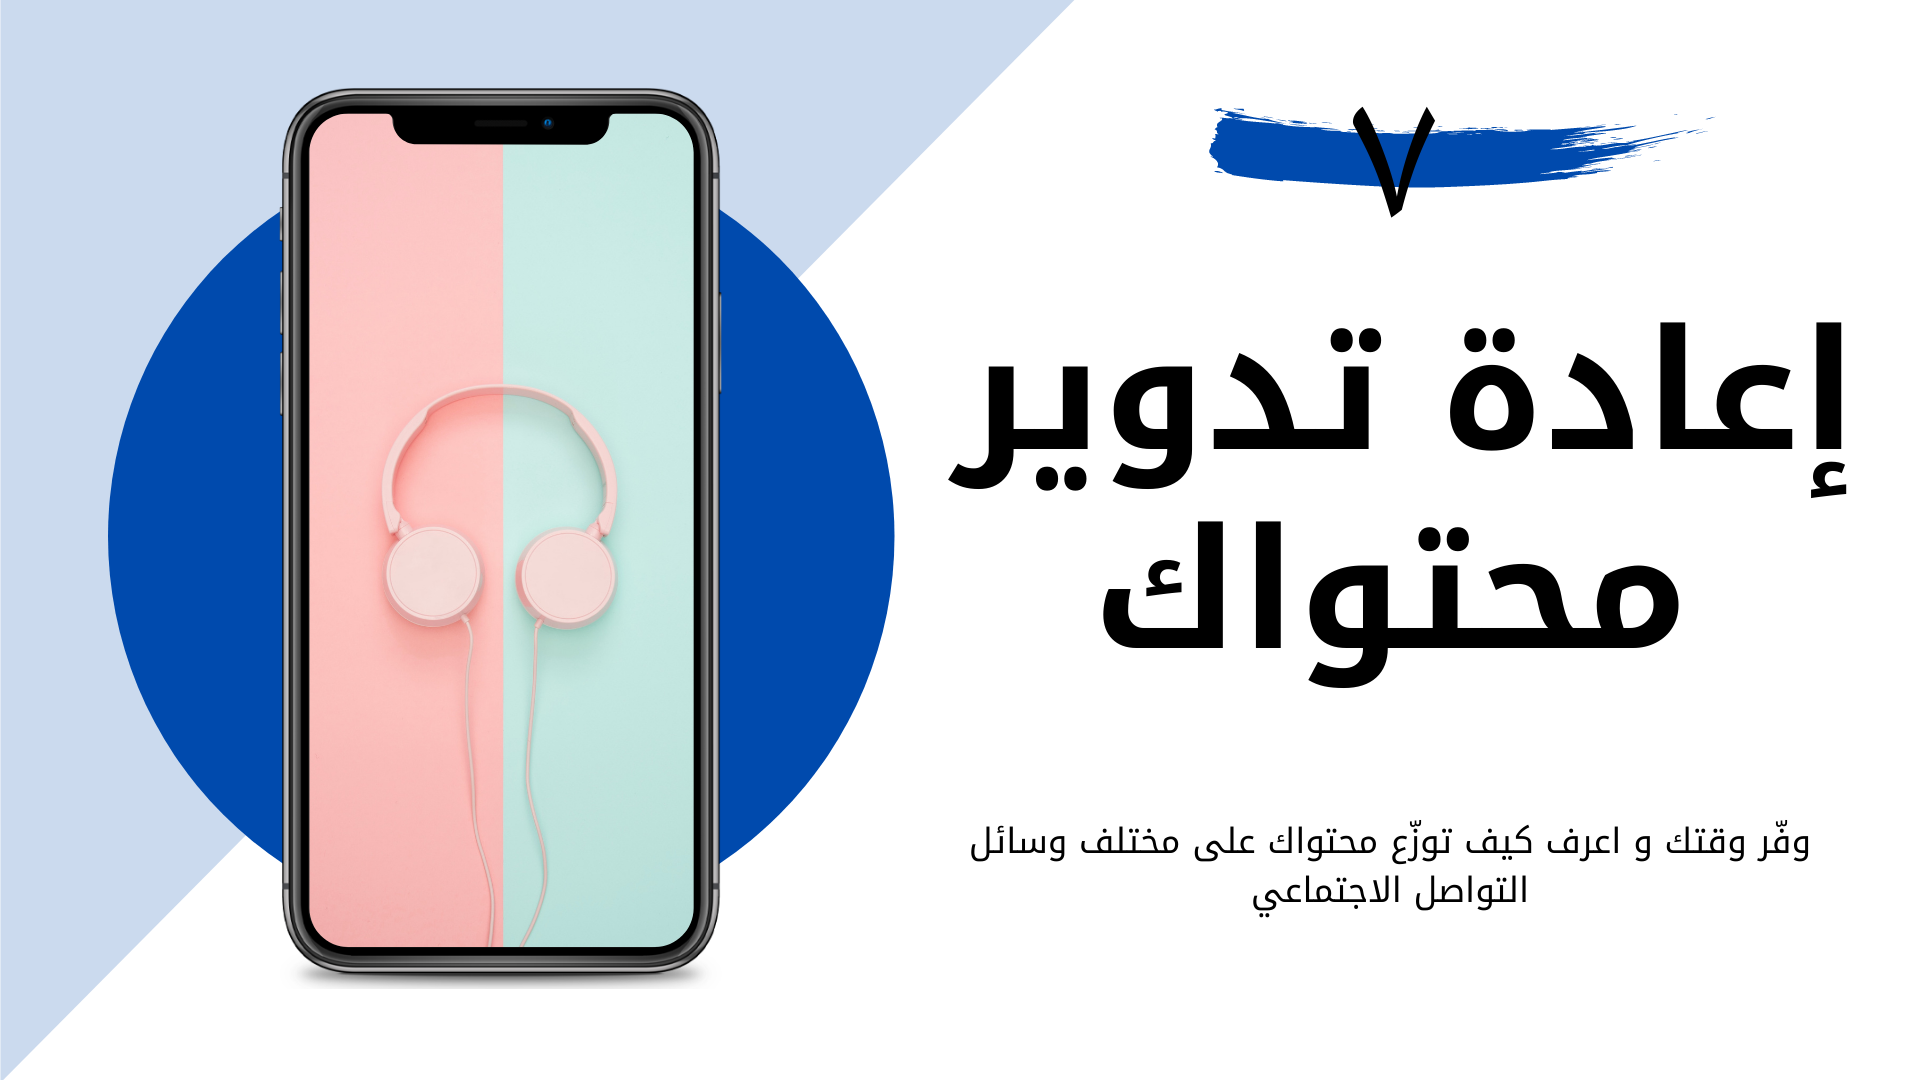 ٧
إعادة تدوير
محتواك
وفّر وقتك و اعرف كيف توزّع محتواك على مختلف وسائل
التواصل الاجتماعي